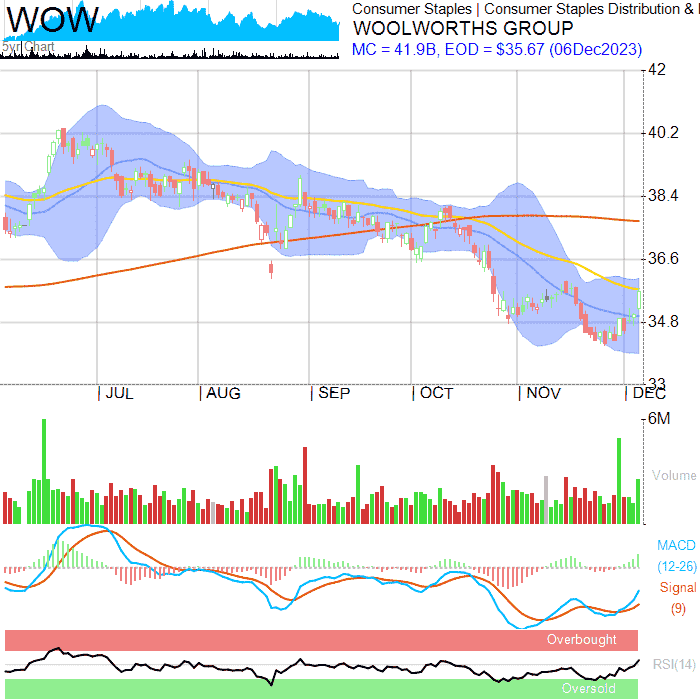 WOW
5yr Chart
Consumer Staples | Consumer Staples Distribution &
WOOLWORTHS GROUP
MC = 41.9B, EOD = $35.67 (06Dec2023)
42
40.2
38.4
36.6
34.8
33
| JUL | AUG | SEP | OCT | NOV | DEC
6M
Volume
MACD
(12-26)
Signal
(9)
Overbought
RSI(14)
Oversold